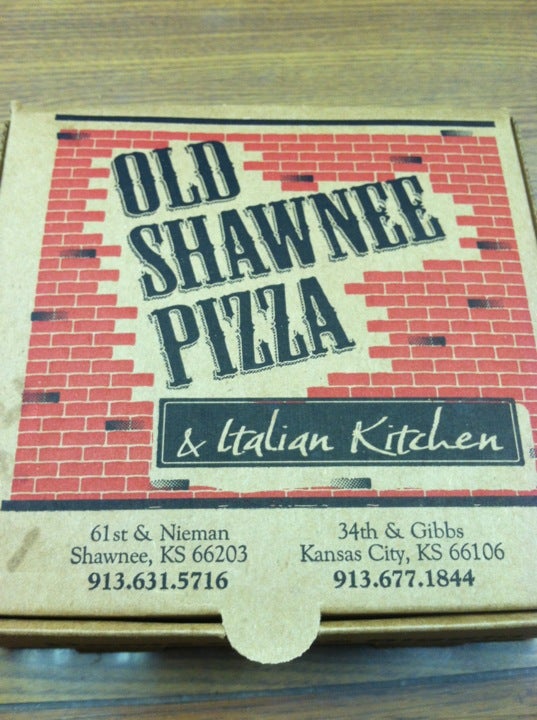 OLD
SHAWNEE
PIZZA
& Italian Kitchen
61st & Nieman
Shawnee, KS 66203
913.631.5716
34th & Gibbs
Kansas City, KS 66106
913.677.1844